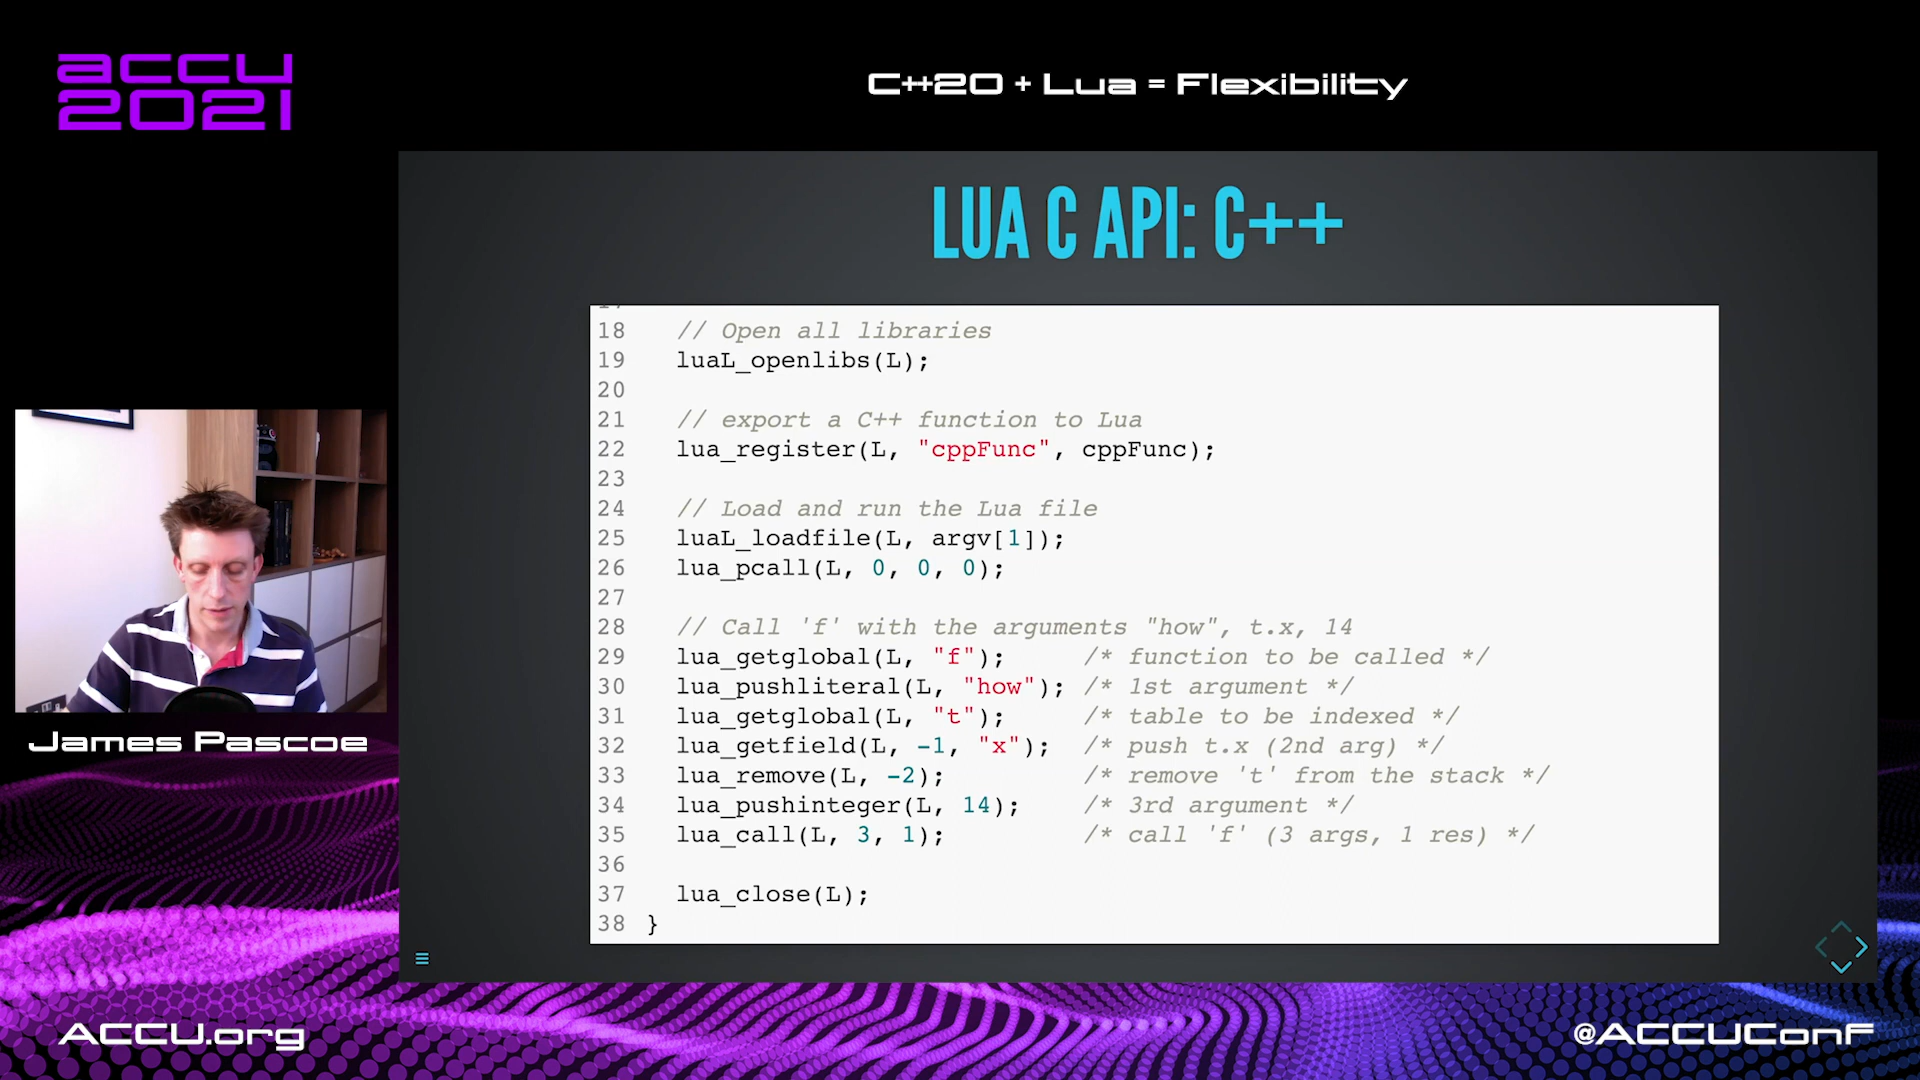 accu
2021
C++20 + Lua = Flexibility
LUA C API: C++
18 // Open all libraries
19 luaL_openlibs(L);
20
21 // export a C++ function to Lua
22 lua_register(L, "cppFunc", cppFunc);
23
24 // Load and run the Lua file
25 luaL_loadfile(L, argv[1]);
26 lua_pcall(L, 0, 0, 0);
27
28 // Call 'f' with the arguments "how", t.x, 14
29 lua_getglobal(L, "f"); /* function to be called */
30 lua_pushliteral(L, "how"); /* 1st argument */
31 lua_getglobal(L, "t"); /* table to be indexed */
32 lua_getfield(L, -1, "x"); /* push t.x (2nd arg) */
33 lua_remove(L, -2); /* remove 't' from the stack */
34 lua_pushinteger(L, 14); /* 3rd argument */
35 lua_call(L, 3, 1); /* call 'f' (3 args, 1 res) */
36
37 lua_close(L);
38 }
James Pascoe
ACCU.org
@ACCUConf